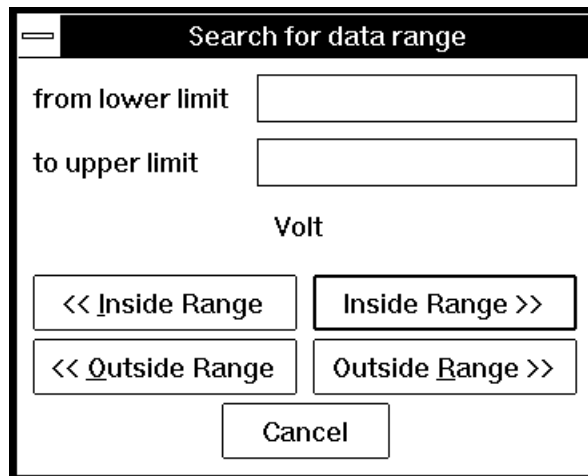 Search for data range
from lower limit
to upper limit
Volt
<< Inside Range Inside Range >>
<< Outside Range Outside Range >>
Cancel